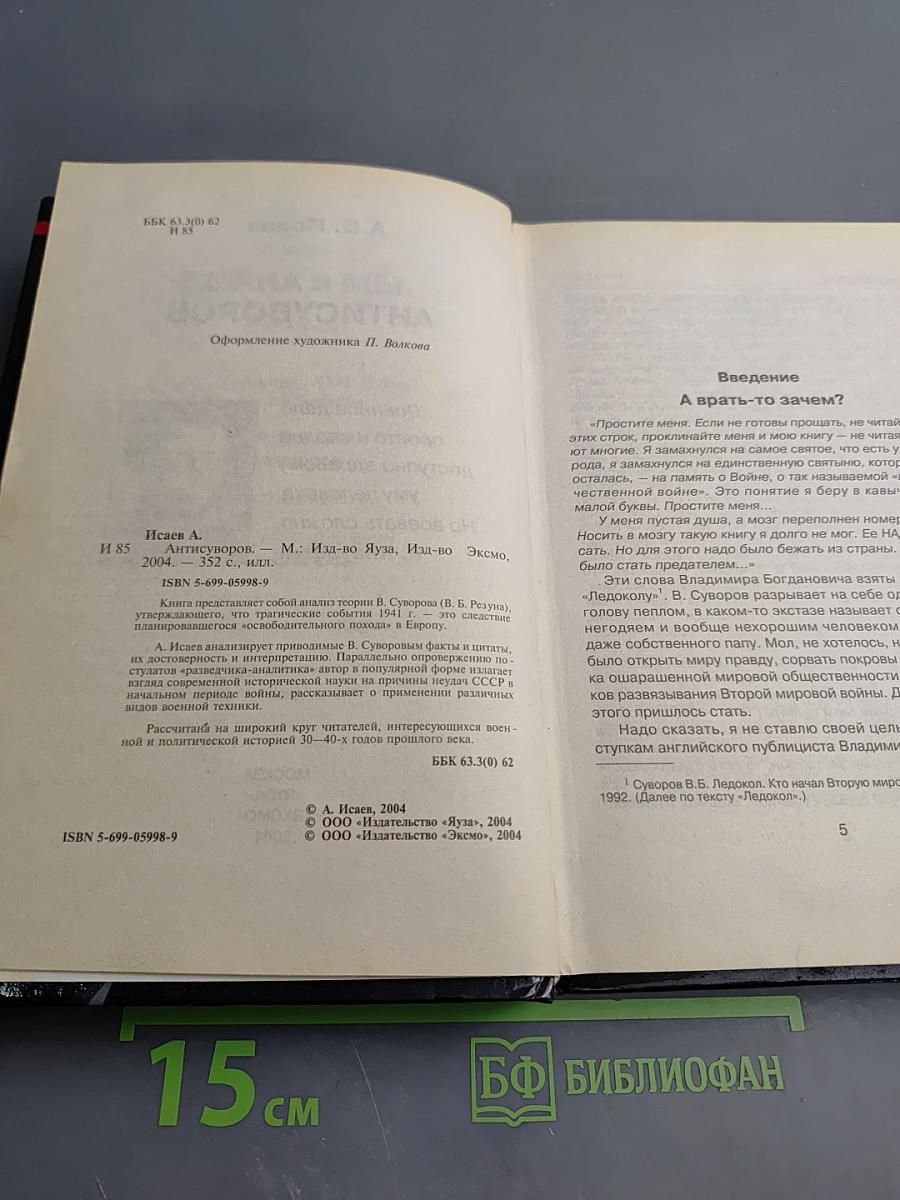 ББК 63.3(0) 62
И 85
Оформление художника П. Волкова
Исаев А.
И 85 Антисуворов. — М.: Изд-во Яуза, Изд-во Эксмо,
2004. — 352 с., илл.
ISBN 5-699-05998-9
Книга представляет собой анализ теории В. Суворова (В. Б. Резуна),
утверждающего, что трагические события 1941 г. — это следствие
планировавшегося «освободительного похода» в Европу.
А. Исаев анализирует приводимые В. Суворовым факты и цитаты,
их достоверность и интерпретацию. Параллельно опровержению по-
стулатов «разведчика-аналитика» автор в популярной форме излагает
взгляд современной исторической науки на причины неудач СССР в
начальном периоде войны, рассказывает о применении различных
видов военной техники.
Рассчитана на широкий круг читателей, интересующихся воен-
ной и политической историей 30—40-х годов прошлого века.
ББК 63.3(0) 62
© А. Исаев, 2004
© ООО «Издательство «Яуза», 2004
ISBN 5-699-05998-9 © ООО «Издательство «Эксмо», 2004
Введение
А врать-то зачем?
«Простите меня. Если не готовы прощать, не читай
этих строк, проклинайте меня и мою книгу — не читая
ют многие. Я замахнулся на самое святое, что есть у
рода, я замахнулся на единственную святыню, котор
осталась, — на память о Войне, о так называемой «
чественной войне». Это понятие я беру в кавыч
малой буквы. Простите меня...
У меня пустая душа, а мозг переполнен номер
Носить в мозгу такую книгу я долго не мог. Ее НА
сать. Но для этого надо было бежать из страны.
было стать предателем...»
Эти слова Владимира Богдановича взяты
«Ледоколу»1. В. Суворов разрывает на себе од
голову пеплом, в каком-то экстазе называет с
негодяем и вообще нехорошим человеком
даже собственного папу. Мол, не хотелось, н
было открыть миру правду, сорвать покровы
ка ошарашенной мировой общественности
ков развязывания Второй мировой войны. Д
этого пришлось стать.
Надо сказать, я не ставлю своей цель
ступкам английского публициста Владими
1 Суворов В.Б. Ледокол. Кто начал Вторую миро
1992. (Далее по тексту «Ледокол».)
5
15 см
БФ БИБЛИОФАН